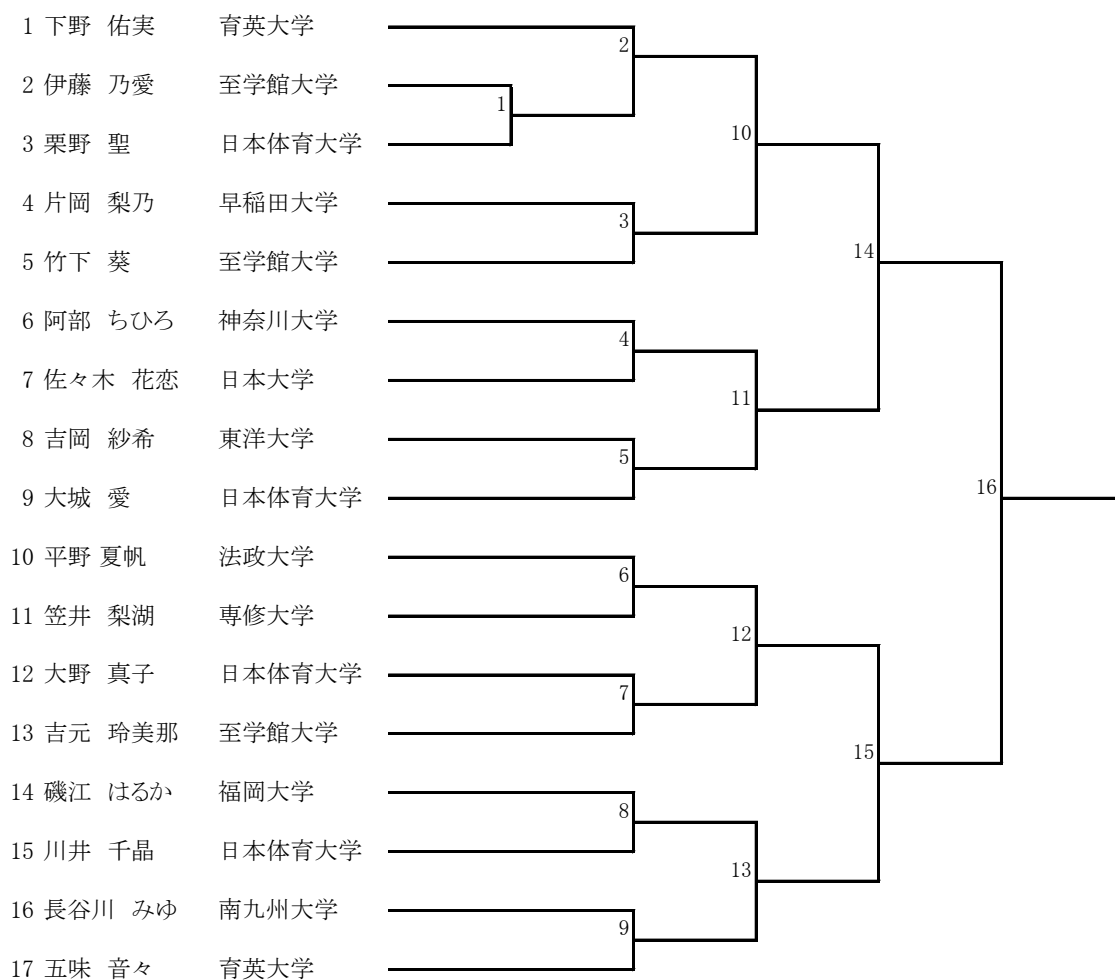 1 下野 佑実 育英大学
2 伊藤 乃愛 至学館大学
3 栗野 聖 日本体育大学
4 片岡 梨乃 早稲田大学
5 竹下 葵 至学館大学
6 阿部 ちひろ 神奈川大学
7 佐々木 花恋 日本大学
8 吉岡 紗希 東洋大学
9 大城 愛 日本体育大学
10 平野 夏帆 法政大学
11 笠井 梨湖 専修大学
12 大野 真子 日本体育大学
13 吉元 玲美那 至学館大学
14 磯江 はるか 福岡大学
15 川井 千晶 日本体育大学
16 長谷川 みゆ 南九州大学
17 五味 音々 育英大学
1
2
3
4
5
6
7
8
9
10
11
12
13
14
15
16